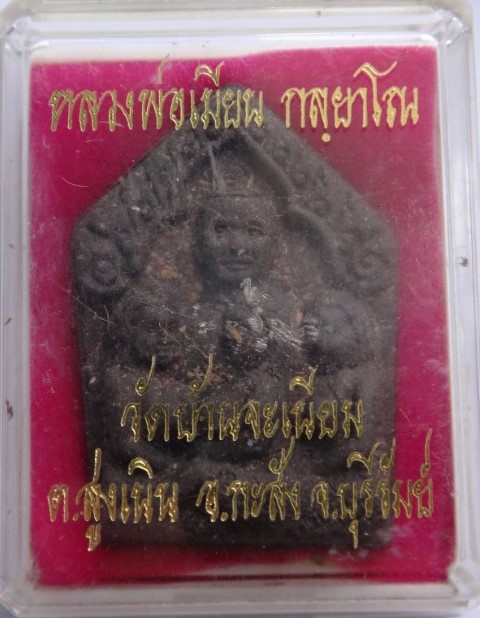 หลวงพ่อเมียน กลฺยาโณ
วัดบ้านจะเนียม
ต.สูงเนิน อ.กระสัง จ.บุรีรัมย์